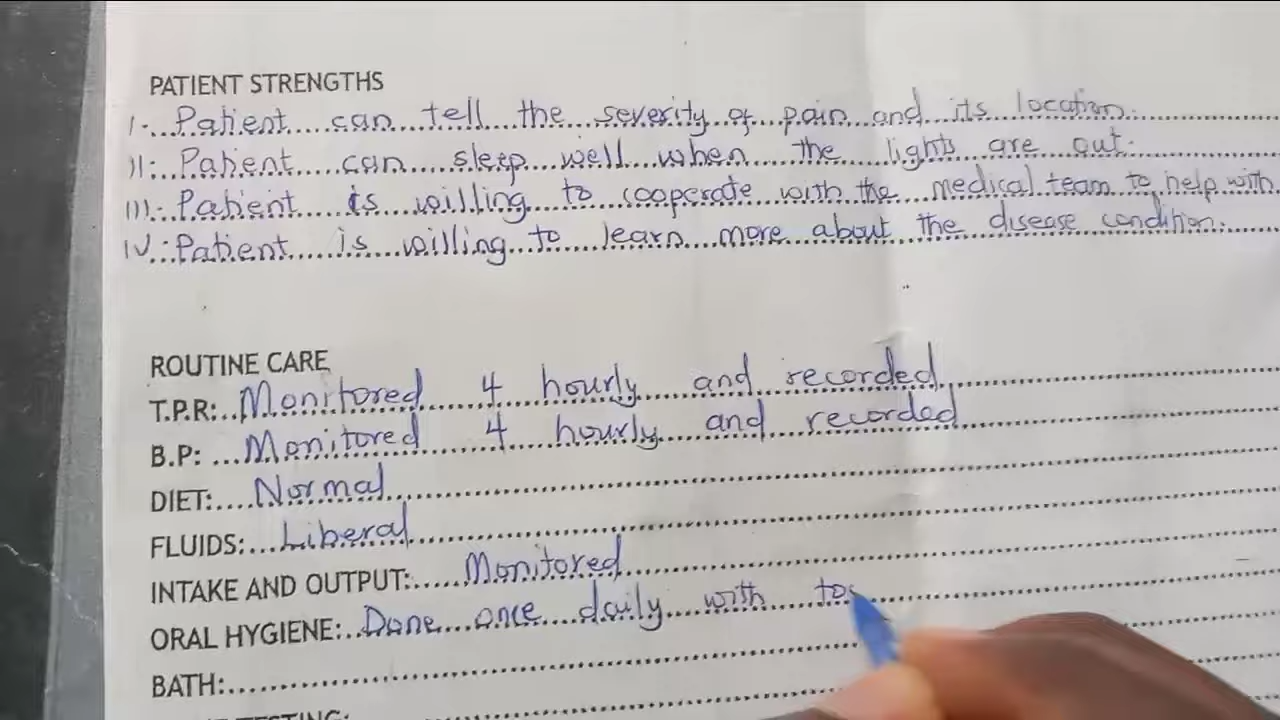 PATIENT STRENGTHS
I. Patient can tell the severity of pain and its location.
II. Patient can sleep well when the lights are out.
III. Patient is willing to cooperate with the medical team to help with
IV. Patient is willing to learn more about the disease condition.
ROUTINE CARE
T.P.R: Monitored 4 hourly and recorded
B.P: Monitored 4 hourly and recorded
DIET: Normal
FLUIDS: Liberal
INTAKE AND OUTPUT: Monitored
ORAL HYGIENE: Done once daily with
BATH:
TESTING: